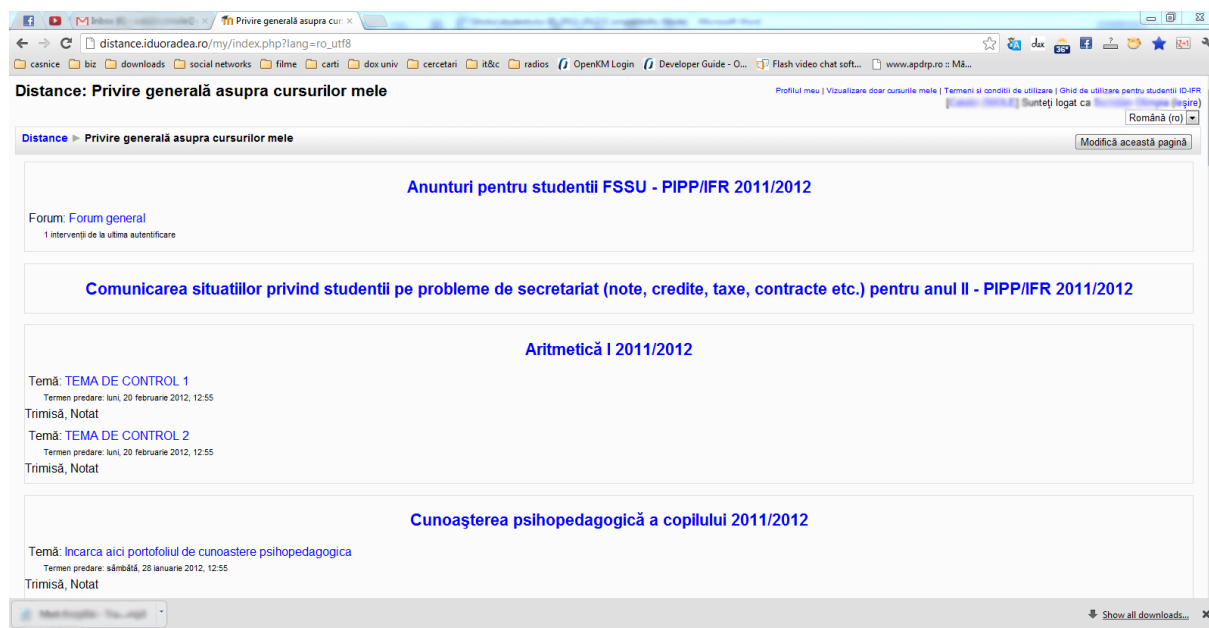 Privire generală asupra cur
distance.iduoradea.ro/my/index.php?lang=ro_utf8
casnice biz downloads social networks filme carti dox univ cercetari it&c radios OpenKM Login Developer Guide - O... Flash video chat soft... www.apdrp.ro :: Mă...
Distance: Privire generală asupra cursurilor mele
Profilul meu | Vizualizare doar cursurile mele | Termeni si conditii de utilizare | Ghid de utilizare pentru studentii ID-IFR
Sunteţi logat ca (Ieşire)
Română (ro)
Distance ► Privire generală asupra cursurilor mele
Modifică această pagină
Anunturi pentru studentii FSSU - PIPP/IFR 2011/2012
Forum: Forum general
1 intervenţii de la ultima autentificare
Comunicarea situatiilor privind studentii pe probleme de secretariat (note, credite, taxe, contracte etc.) pentru anul II - PIPP/IFR 2011/2012
Aritmetică I 2011/2012
Temă: TEMA DE CONTROL 1
Termen predare: luni, 20 februarie 2012, 12:55
Trimisă, Notat
Temă: TEMA DE CONTROL 2
Termen predare: luni, 20 februarie 2012, 12:55
Trimisă, Notat
Cunoaşterea psihopedagogică a copilului 2011/2012
Temă: Incarca aici portofoliul de cunoastere psihopedagogica
Termen predare: sâmbătă, 28 ianuarie 2012, 12:55
Trimisă, Notat
Show all downloads...